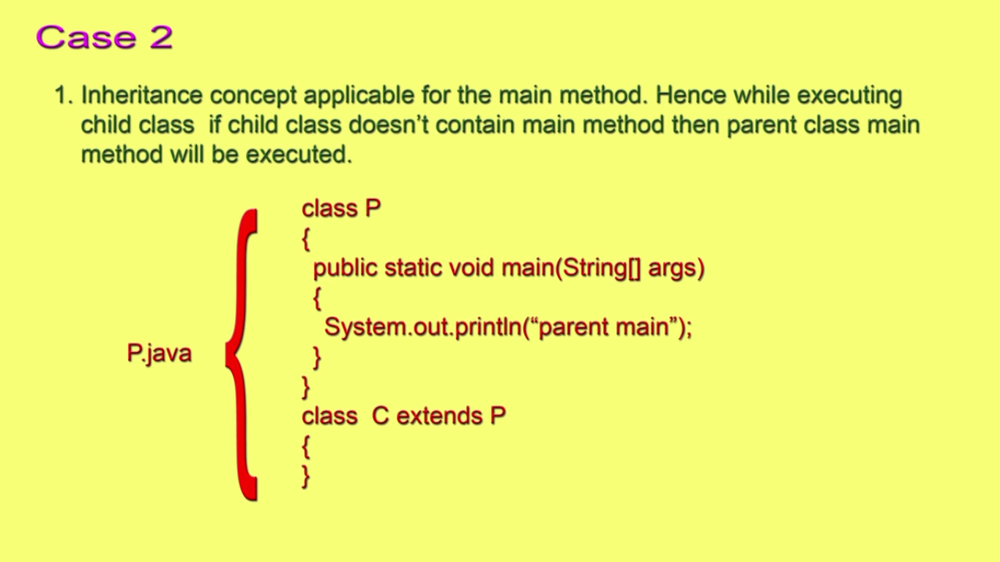 Case 2
1. Inheritance concept applicable for the main method. Hence while executing
child class  if child class doesn’t contain main method then parent class main
method will be executed.
class P
{
public static void main(String[] args)
{
System.out.println(“parent main”);
P.java
}
}
class  C extends P
{
}